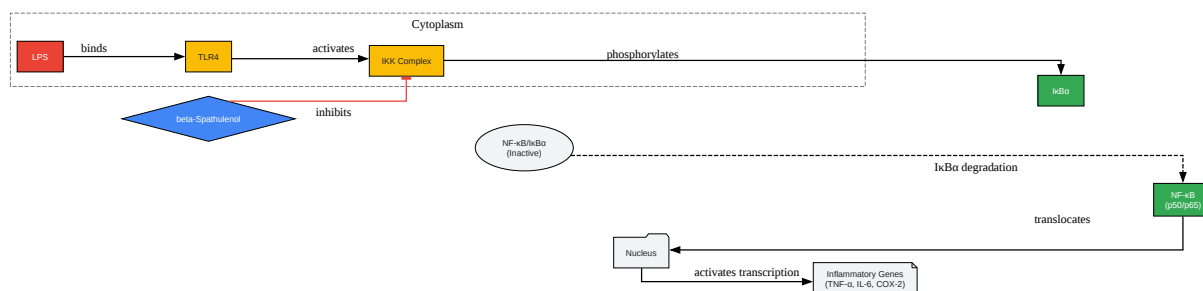 Cytoplasm
LPS
binds
TLR4
activates
IKK Complex
phosphorylates
IκBα
beta-Spathulenol
inhibits
NF-κB/IκBα
(Inactive)
IκBα degradation
NF-κB
(p50/p65)
translocates
Nucleus
activates transcription
Inflammatory Genes
(TNF-α, IL-6, COX-2)